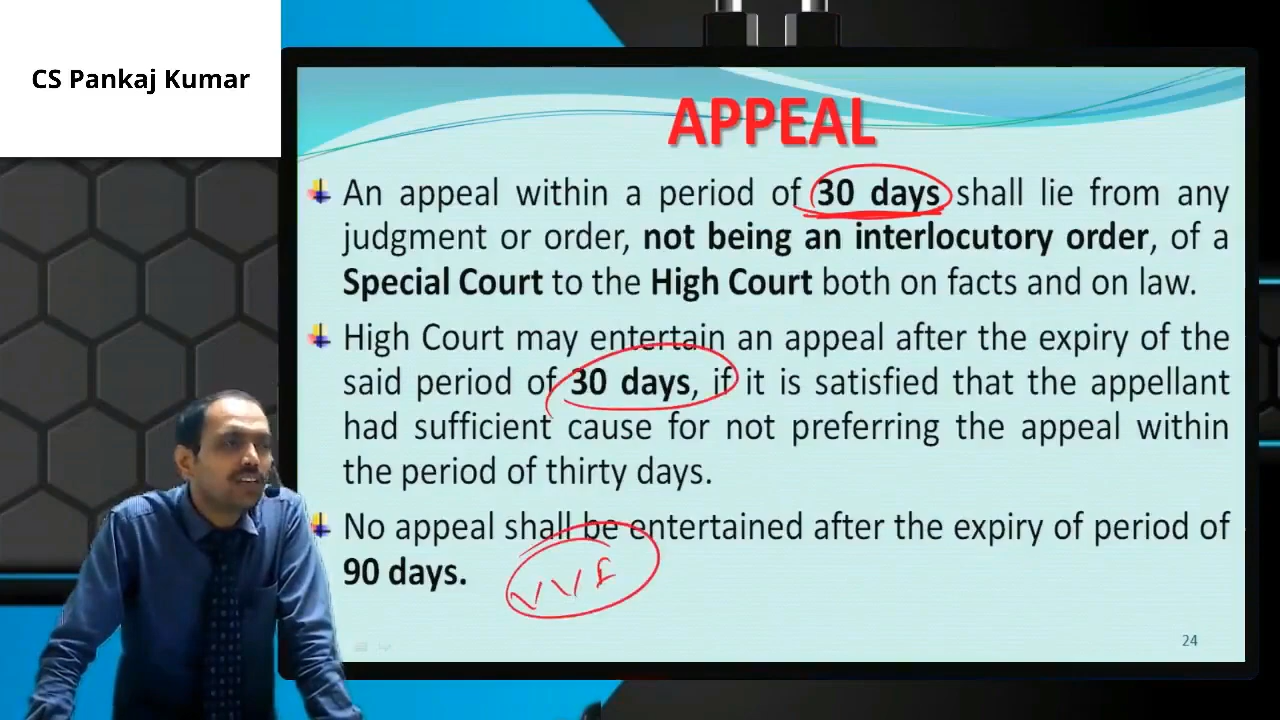 CS Pankaj Kumar
APPEAL
An appeal within a period of 30 days shall lie from any
judgment or order, not being an interlocutory order, of a
Special Court to the High Court both on facts and on law.
High Court may entertain an appeal after the expiry of the
said period of 30 days, if it is satisfied that the appellant
had sufficient cause for not preferring the appeal within
the period of thirty days.
No appeal shall be entertained after the expiry of period of
90 days.
24